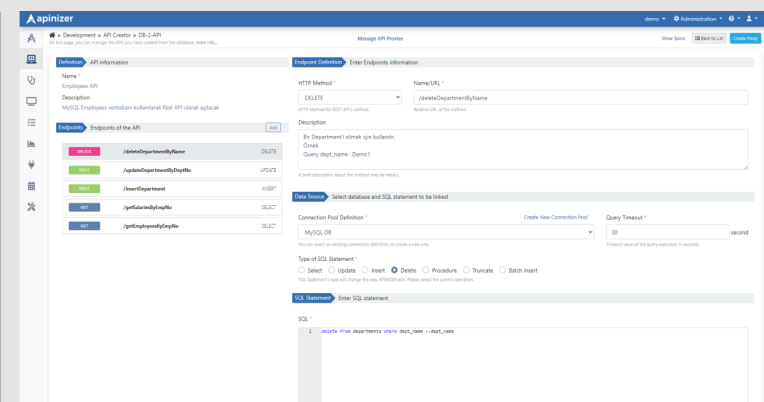 apinizer
demo
Administration
> Development > API Creator > DB-2-API
On this page, you can manage the APIs you have created from the database, more info...
Manage API Proxies
Show Specs
Back to List
Create Proxy
Definition API information
Name *
Employees API
Description
MySQL Employees veritabanı kullanılarak Rest API olarak açılacak
Endpoints Endpoints of the API
Add
DELETE /deleteDepartmentByName DELETE
POST /updateDepartmentByDeptNo UPDATE
POST /insertDepartment INSERT
GET /getSalariesByEmpNo SELECT
GET /getEmployeeByEmpNo SELECT
Endpoint Definition Enter Endpoints information
HTTP Method * Name/URL *
DELETE /deleteDepartmentByName
HTTP Method for REST API's method. Relative URL of the method.
Description
Bir Department'i silmek için kullanılır.
Örnek
Query dept_name : Demo1
A brief description about the method may be helpful.
Data Source Select database and SQL statement to be linked
Connection Pool Definition * Create New Connection Pool Query Timeout *
MySQL DB 30 second
You can select an existing connection definition, or create a new one. Timeout value of the query execution in seconds.
Type of SQL Statement *
Select Update Insert Delete Procedure Truncate Batch Insert
SQL Statement's type will change the way APINIZER acts. Please select the correct operation.
SQL Statement Enter SQL statement
SQL *
1 delete from departments where dept_name =:dept_name